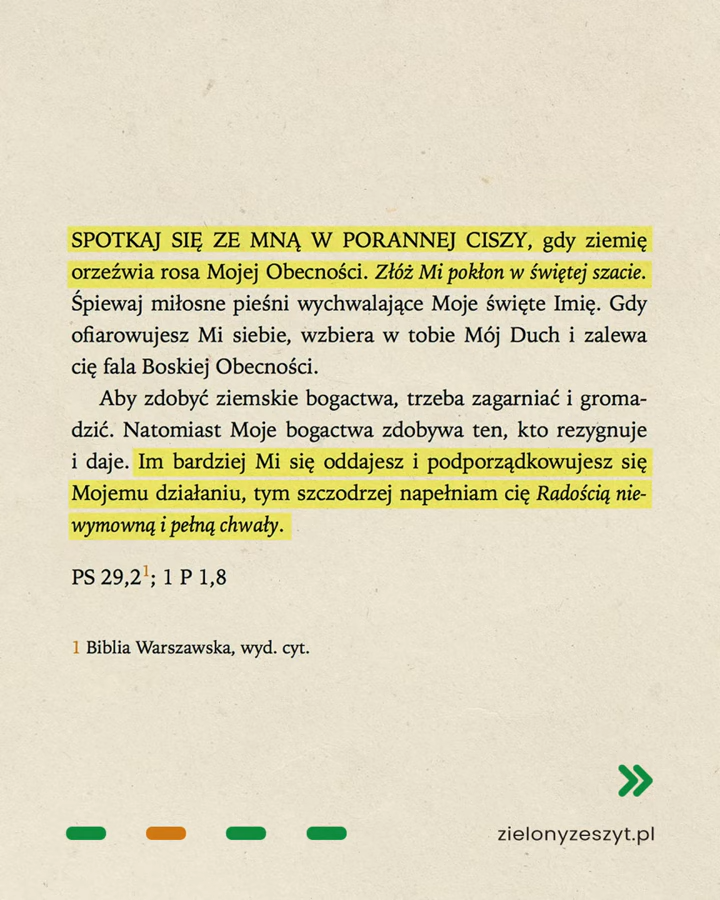 SPOTKAJ SIĘ ZE MNĄ W PORANNEJ CISZY, gdy ziemię
orzeźwia rosa Mojej Obecności. Złóż Mi pokłon w świętej szacie.
Śpiewaj miłosne pieśni wychwalające Moje święte Imię. Gdy
ofiarowujesz Mi siebie, wzbiera w tobie Mój Duch i zalewa
cię fala Boskiej Obecności.
Aby zdobyć ziemskie bogactwa, trzeba zagarniać i groma-
dzić. Natomiast Moje bogactwa zdobywa ten, kto rezygnuje
i daje. Im bardziej Mi się oddajesz i podporządkowujesz się
Mojemu działaniu, tym szczodrzej napełniam cię Radością nie-
wymowną i pełną chwały.
PS 29,2¹; 1 P 1,8
1 Biblia Warszawska, wyd. cyt.
zielonyzeszyt.pl